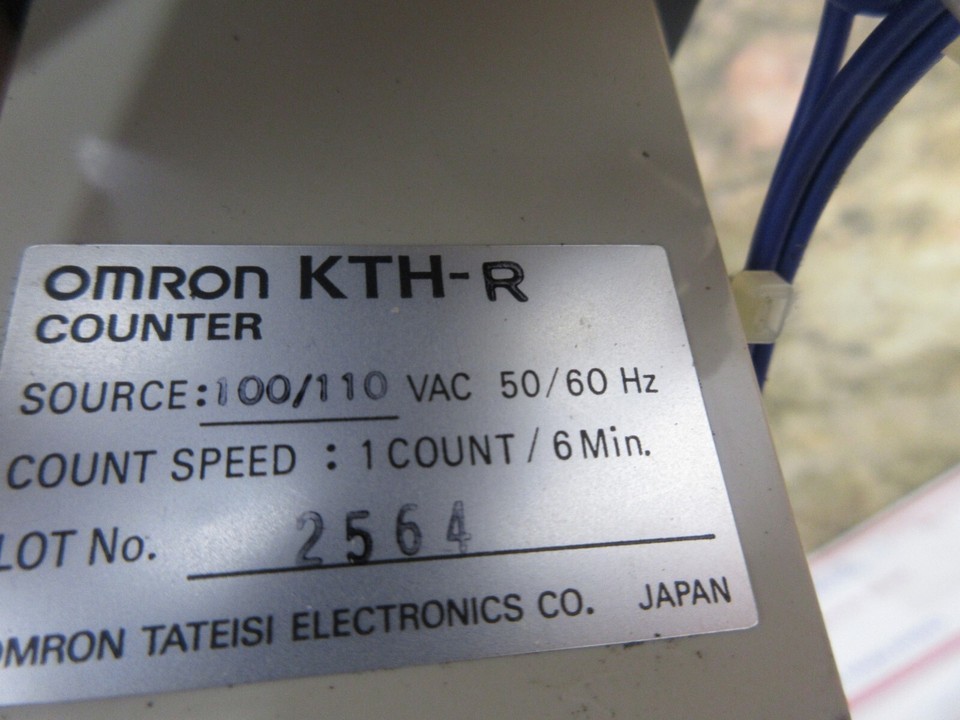 OMRON KTH-R
COUNTER
SOURCE:100/110 VAC 50/60 Hz
COUNT SPEED : 1 COUNT / 6 Min.
LOT No. 2564
OMRON TATEISI ELECTRONICS CO. JAPAN